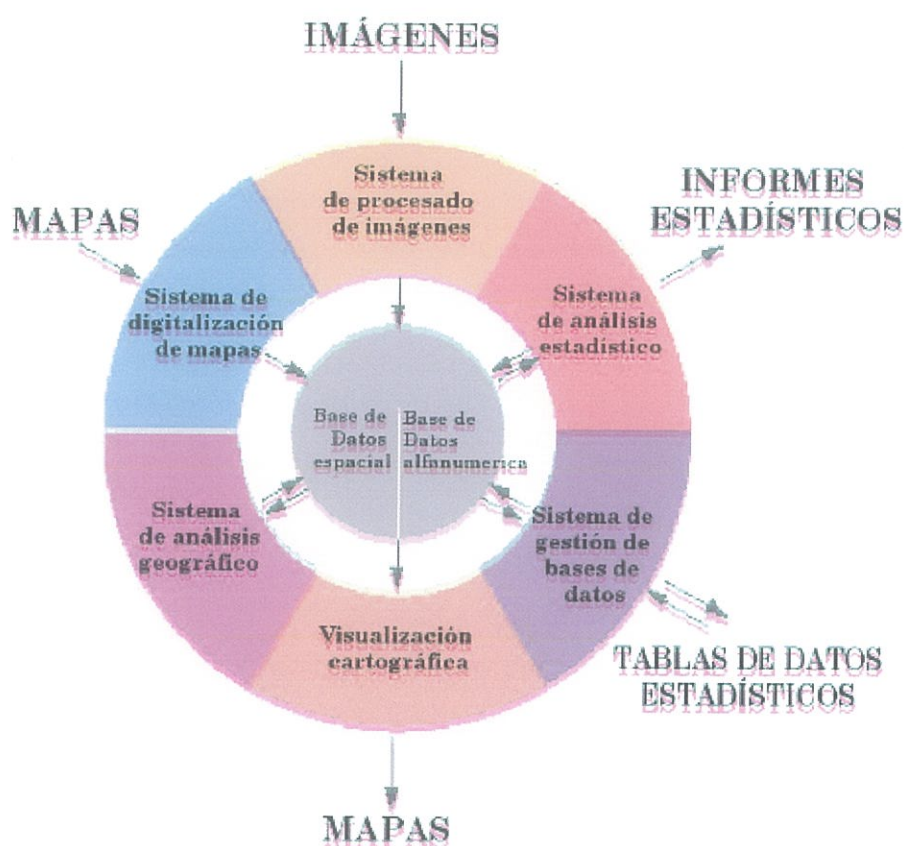 IMÁGENES
Sistema
de procesado
de imágenes
INFORMES
ESTADÍSTICOS
MAPAS
Sistema de
digitalización
de mapas
Sistema
de análisis
estadístico
Base de
Datos
espacial
Base de
Datos
alfanumerica
Sistema
de análisis
geográfico
Sistema de
gestión de
bases de
datos
Visualización
cartográfica
TABLAS DE DATOS
ESTADÍSTICOS
MAPAS